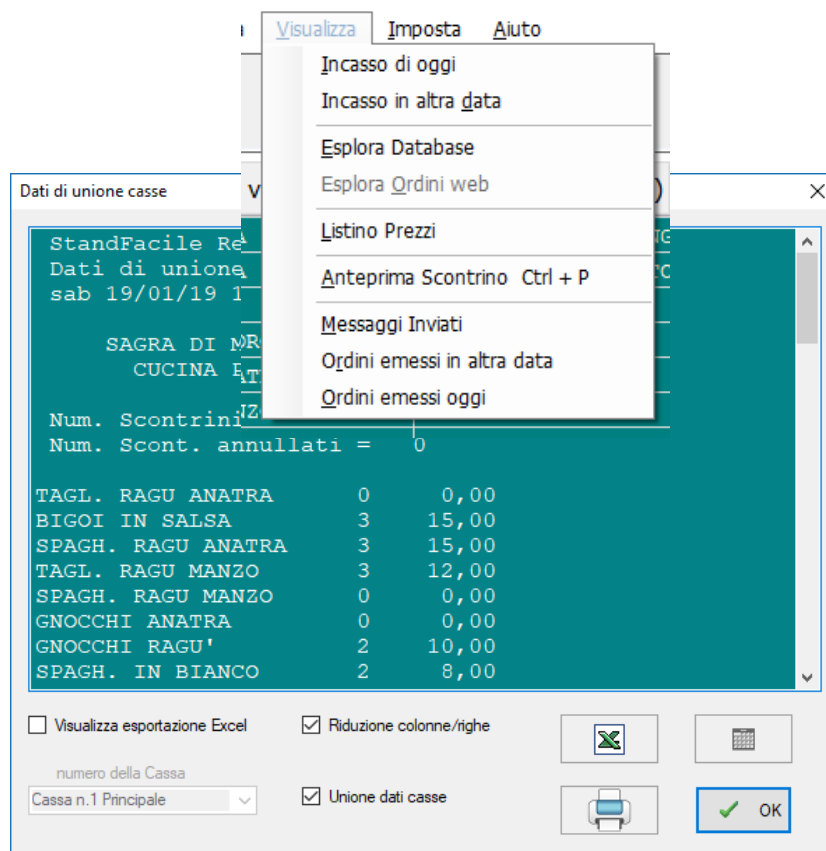 Visualizza Imposta Aiuto
Incasso di oggi
Incasso in altra data
Esplora Database
Esplora Ordini web
Listino Prezzi
Anteprima Scontrino Ctrl + P
Messaggi Inviati
Ordini emessi in altra data
Ordini emessi oggi
Dati di unione casse
StandFacile
Dati di unione
sab 19/01/19
SAGRA DI
CUCINA
Num. Scontrini
Num. Scont. annullati = 0
TAGL. RAGU ANATRA 0 0,00
BIGOI IN SALSA 3 15,00
SPAGH. RAGU ANATRA 3 15,00
TAGL. RAGU MANZO 3 12,00
SPAGH. RAGU MANZO 0 0,00
GNOCCHI ANATRA 0 0,00
GNOCCHI RAGU' 2 10,00
SPAGH. IN BIANCO 2 8,00
Visualizza esportazione Excel
Riduzione colonne/righe
numero della Cassa
Cassa n.1 Principale
Unione dati casse
OK